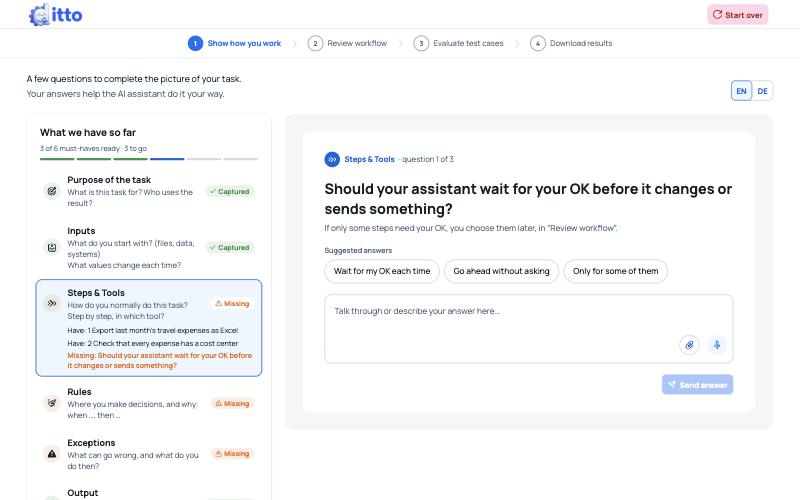 itto
Start over
1 Show how you work
2 Review workflow
3 Evaluate test cases
4 Download results
A few questions to complete the picture of your task.
Your answers help the AI assistant do it your way.
EN DE
What we have so far
3 of 6 must-haves ready · 3 to go
Purpose of the task
What is this task for? Who uses the
result?
Captured
Inputs
What do you start with? (files, data,
systems)
What values change each time?
Captured
Steps & Tools
How do you normally do this task?
Step by step, in which tool?
Missing
Have: 1 Export last month's travel expenses as Excel
Have: 2 Check that every expense has a cost center
Missing: Should your assistant wait for your OK before
it changes or sends something?
Rules
Where you make decisions, and why:
when ..., then ..
Missing
Exceptions
What can go wrong, and what do you
do then?
Missing
Output
Steps & Tools · question 1 of 3
Should your assistant wait for your OK before it changes or
sends something?
If only some steps need your OK, you choose them later, in "Review workflow".
Suggested answers
Wait for my OK each time
Go ahead without asking
Only for some of them
Talk through or describe your answer here...
Send answer